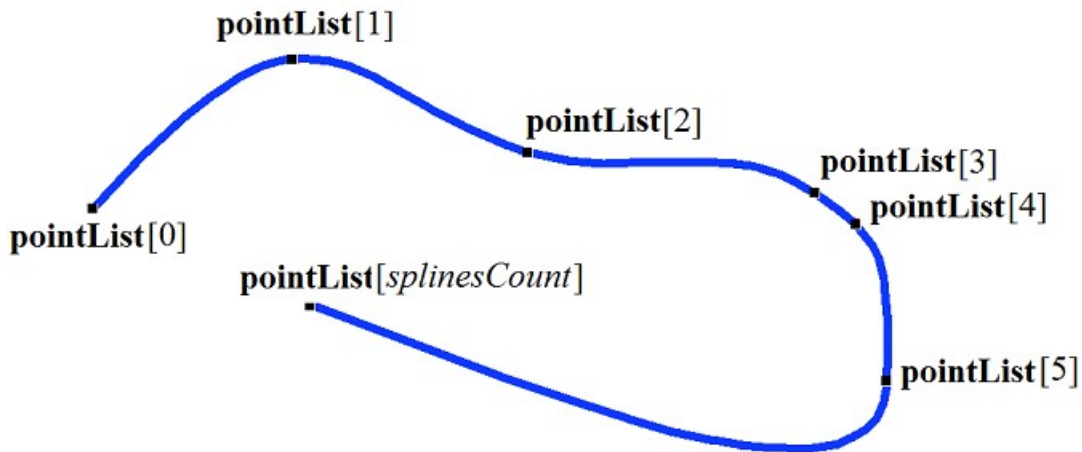 pointList[1]
pointList[2]
pointList[3]
pointList[4]
pointList[0]
pointList[splinesCount]
pointList[5]